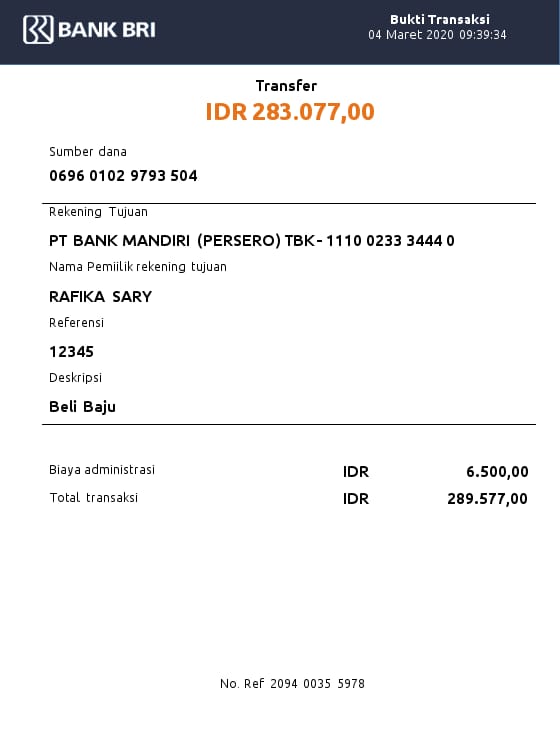 BANK BRI
Bukti Transaksi
04 Maret 2020 09:39:34
Transfer
IDR 283.077,00
Sumber dana
0696 0102 9793 504
Rekening Tujuan
PT BANK MANDIRI (PERSERO) TBK - 1110 0233 3444 0
Nama Pemiilik rekening tujuan
RAFIKA SARY
Referensi
12345
Deskripsi
Beli Baju
Biaya administrasi IDR 6.500,00
Total transaksi IDR 289.577,00
No. Ref 2094 0035 5978